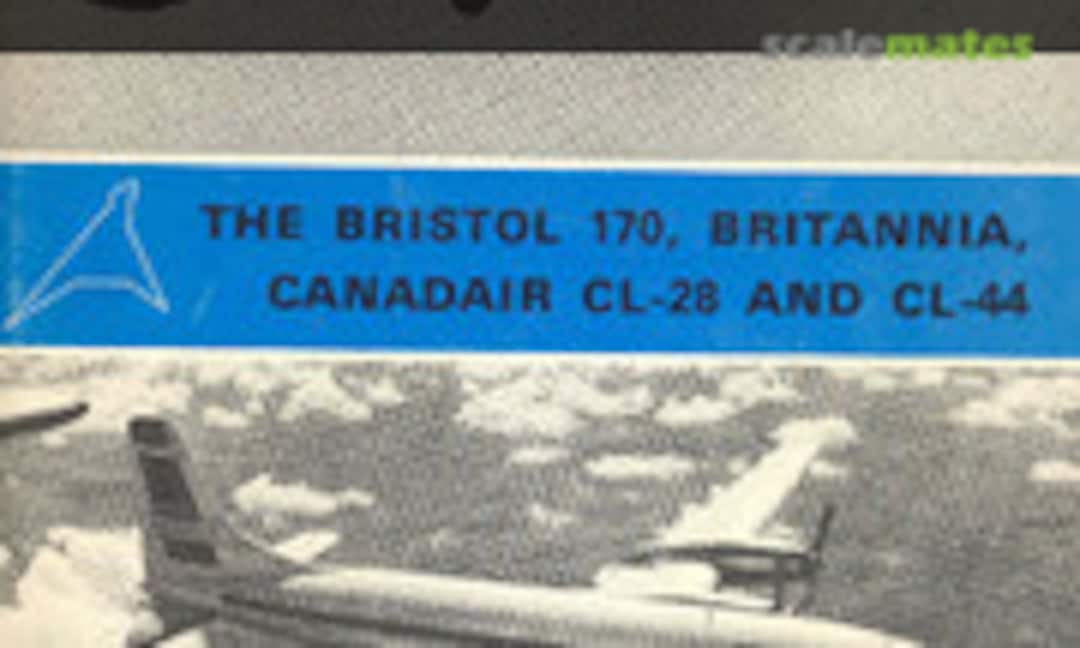 scalemates
THE BRISTOL 170, BRITANNIA,
CANADAIR CL-28 AND CL-44